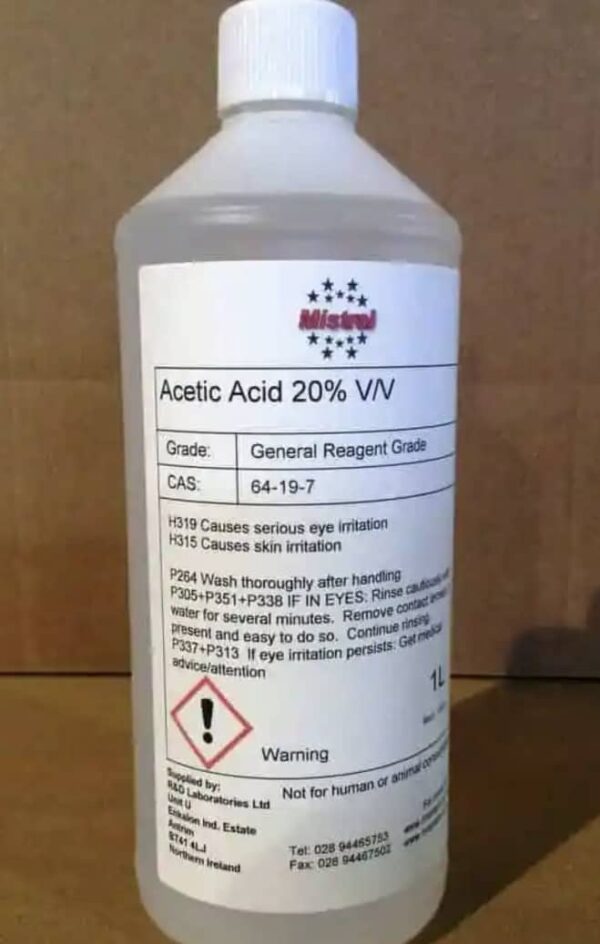 Mistral
Acetic Acid 20% V/V
Grade: General Reagent Grade
CAS: 64-19-7
H319 Causes serious eye irritation
H315 Causes skin irritation
P264 Wash thoroughly after handling
P305+P351+P338 IF IN EYES: Rinse cautiously
water for several minutes. Remove contact lenses
present and easy to do so. Continue rinsing.
P337+P313 If eye irritation persists: Get medical
advice/attention
1L
!
Warning
Not for human or animal
Supplied by:
R&D Laboratories Ltd
Unit U
Enkalon Ind. Estate
Antrim
BT41 4LJ
Northern Ireland
Tel: 028 94465753
Fax: 028 94467502